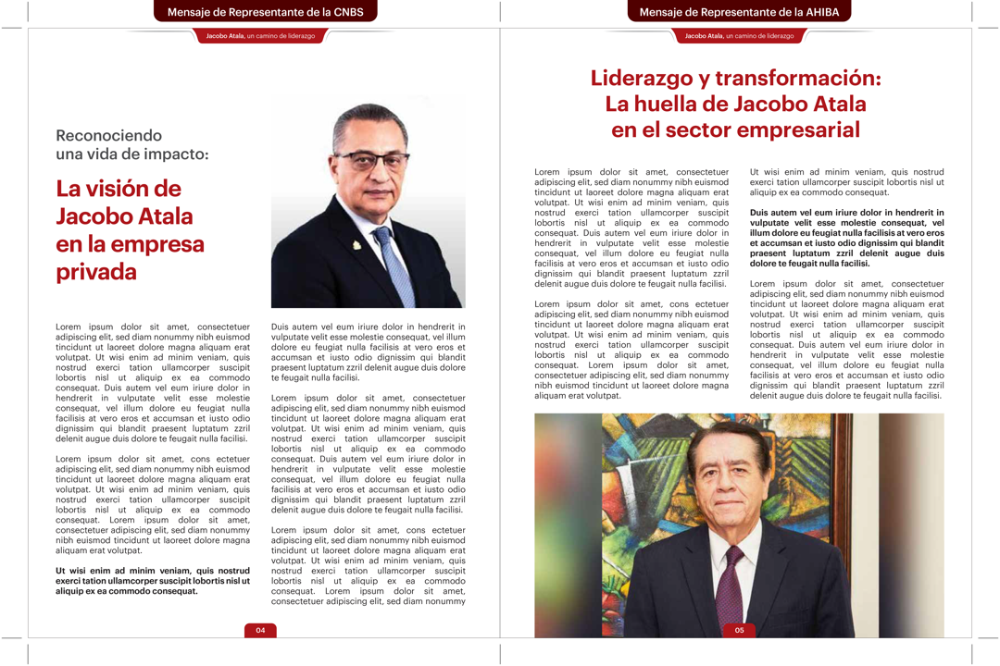 Mensaje de Representante de la CNBS
Jacobo Atala, un camino de liderazgo
Reconociendo
una vida de impacto:
La visión de
Jacobo Atala
en la empresa
privada
Lorem ipsum dolor sit amet, consectetuer
adipiscing elit, sed diam nonummy nibh euismod
tincidunt ut laoreet dolore magna aliquam erat
volutpat. Ut wisi enim ad minim veniam, quis
nostrud exerci tation ullamcorper suscipit
lobortis nisl ut aliquip ex ea commodo
consequat. Duis autem vel eum iriure dolor in
hendrerit in vulputate velit esse molestie
consequat, vel illum dolore eu feugiat nulla
facilisis at vero eros et accumsan et iusto odio
dignissim qui blandit praesent luptatum zzril
delenit augue duis dolore te feugait nulla facilisi.
Lorem ipsum dolor sit amet, cons ectetuer
adipiscing elit, sed diam nonummy nibh euismod
tincidunt ut laoreet dolore magna aliquam erat
volutpat. Ut wisi enim ad minim veniam, quis
nostrud exerci tation ullamcorper suscipit
lobortis nisl ut aliquip ex ea commodo
consequat. Lorem ipsum dolor sit amet,
consectetuer adipiscing elit, sed diam nonummy
nibh euismod tincidunt ut laoreet dolore magna
aliquam erat volutpat.
Ut wisi enim ad minim veniam, quis nostrud
exerci tation ullamcorper suscipit lobortis nisl ut
aliquip ex ea commodo consequat.
Duis autem vel eum iriure dolor in hendrerit in
vulputate velit esse molestie consequat, vel illum
dolore eu feugiat nulla facilisis at vero eros et
accumsan et iusto odio dignissim qui blandit
praesent luptatum zzril delenit augue duis dolore
te feugait nulla facilisi.
Lorem ipsum dolor sit amet, consectetuer
adipiscing elit, sed diam nonummy nibh euismod
tincidunt ut laoreet dolore magna aliquam erat
volutpat. Ut wisi enim ad minim veniam, quis
nostrud exerci tation ullamcorper suscipit
lobortis nisl ut aliquip ex ea commodo
consequat. Duis autem vel eum iriure dolor in
hendrerit in vulputate velit esse molestie
consequat, vel illum dolore eu feugiat nulla
facilisis at vero eros et accumsan et iusto odio
dignissim qui blandit praesent luptatum zzril
delenit augue duis dolore te feugait nulla facilisi.
Lorem ipsum dolor sit amet, cons ectetuer
adipiscing elit, sed diam nonummy nibh euismod
tincidunt ut laoreet dolore magna aliquam erat
volutpat. Ut wisi enim ad minim veniam, quis
nostrud exerci tation ullamcorper suscipit
lobortis nisl ut aliquip ex ea commodo
consequat. Lorem ipsum dolor sit amet,
consectetuer adipiscing elit, sed diam nonummy
04
Mensaje de Representante de la AHIBA
Jacobo Atala, un camino de liderazgo
Liderazgo y transformación:
La huella de Jacobo Atala
en el sector empresarial
Lorem ipsum dolor sit amet, consectetuer
adipiscing elit, sed diam nonummy nibh euismod
tincidunt ut laoreet dolore magna aliquam erat
volutpat. Ut wisi enim ad minim veniam, quis
nostrud exerci tation ullamcorper suscipit
lobortis nisl ut aliquip ex ea commodo
consequat. Duis autem vel eum iriure dolor in
hendrerit in vulputate velit esse molestie
consequat, vel illum dolore eu feugiat nulla
facilisis at vero eros et accumsan et iusto odio
dignissim qui blandit praesent luptatum zzril
delenit augue duis dolore te feugait nulla facilisi.
Lorem ipsum dolor sit amet, cons ectetuer
adipiscing elit, sed diam nonummy nibh euismod
tincidunt ut laoreet dolore magna aliquam erat
volutpat. Ut wisi enim ad minim veniam, quis
nostrud exerci tation ullamcorper suscipit
lobortis nisl ut aliquip ex ea commodo
consequat. Lorem ipsum dolor sit amet,
consectetuer adipiscing elit, sed diam nonummy
nibh euismod tincidunt ut laoreet dolore magna
aliquam erat volutpat.
Ut wisi enim ad minim veniam, quis nostrud
exerci tation ullamcorper suscipit lobortis nisl ut
aliquip ex ea commodo consequat.
Duis autem vel eum iriure dolor in hendrerit in
vulputate velit esse molestie consequat, vel
illum dolore eu feugiat nulla facilisis at vero eros
et accumsan et iusto odio dignissim qui blandit
praesent luptatum zzril delenit augue duis
dolore te feugait nulla facilisi.
Lorem ipsum dolor sit amet, consectetuer
adipiscing elit, sed diam nonummy nibh euismod
tincidunt ut laoreet dolore magna aliquam erat
volutpat. Ut wisi enim ad minim veniam, quis
nostrud exerci tation ullamcorper suscipit
lobortis nisl ut aliquip ex ea commodo
consequat. Duis autem vel eum iriure dolor in
hendrerit in vulputate velit esse molestie
consequat, vel illum dolore eu feugiat nulla
facilisis at vero eros et accumsan et iusto odio
dignissim qui blandit praesent luptatum zzril
delenit augue duis dolore te feugait nulla facilisi.
05